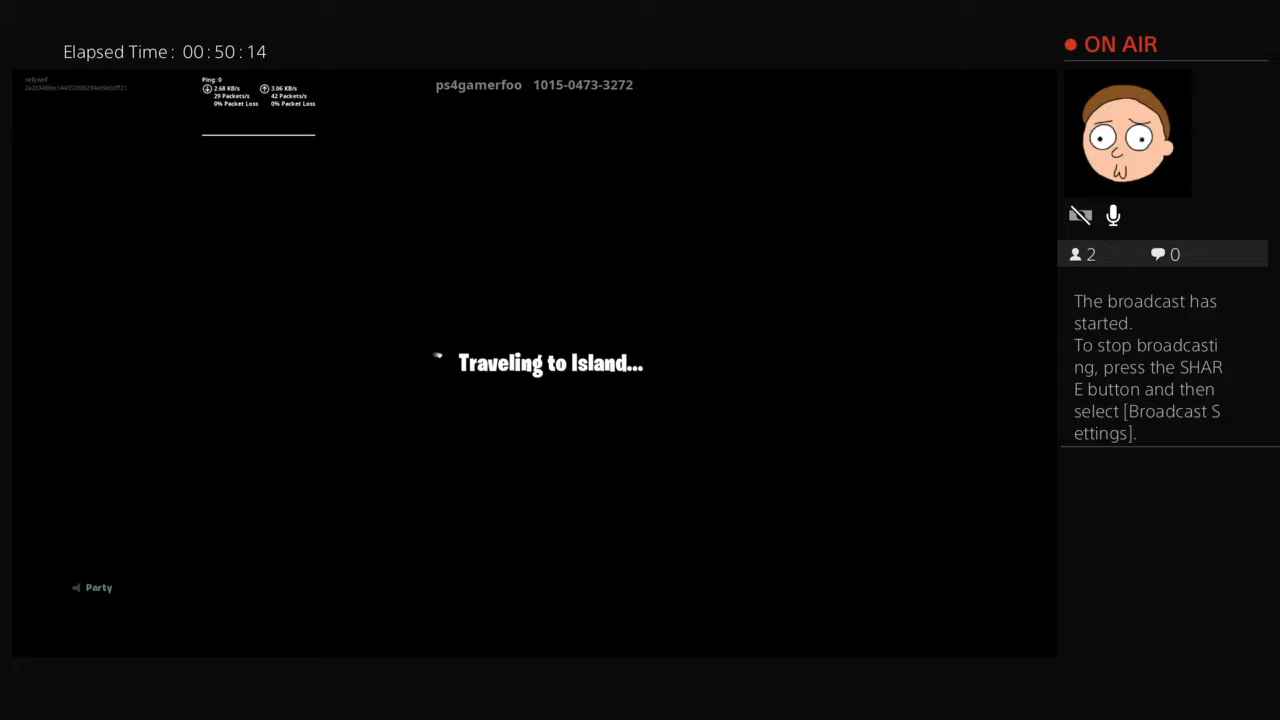 Elapsed Time: 00:50:14
ON AIR
nellywelf
Ping: 0
2.68 KB/s 3.06 KB/s
29 Packets/s 42 Packets/s
0% Packet Loss 0% Packet Loss
ps4gamerfoo 1015-0473-3272
2 0
The broadcast has
started.
To stop broadcasti
ng, press the SHAR
E button and then
select [Broadcast S
ettings].
Traveling to Island...
Party